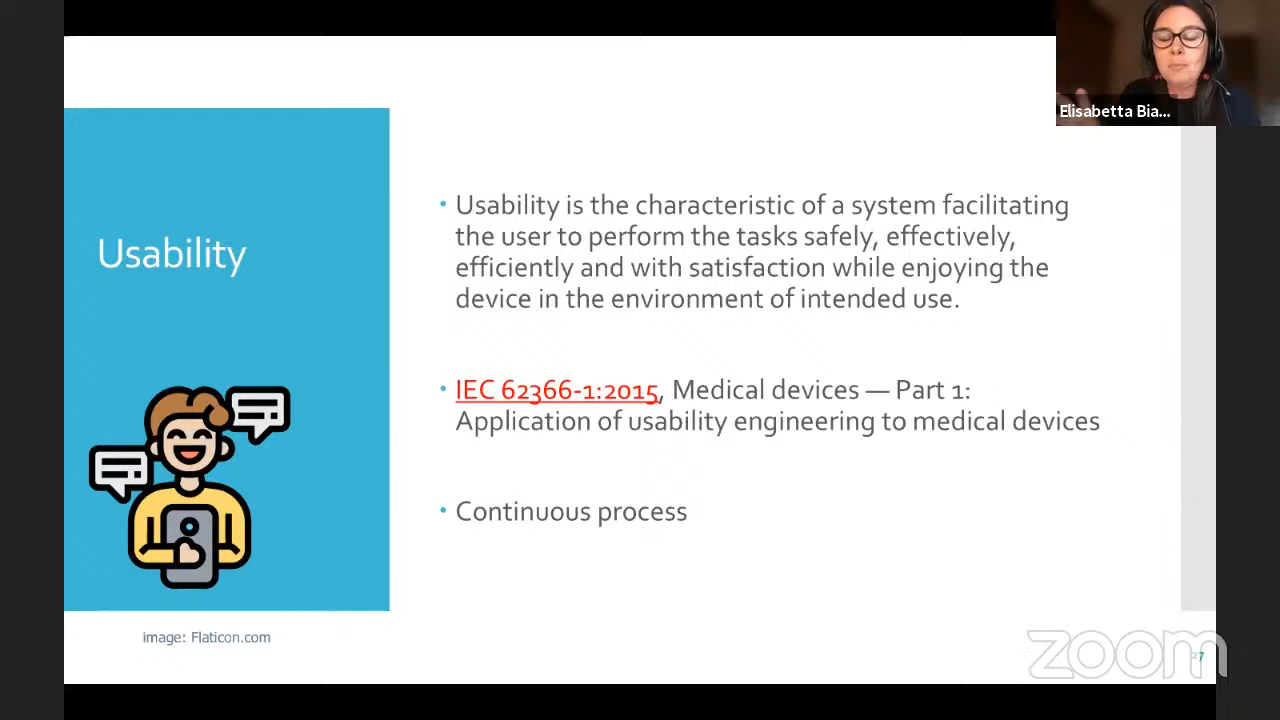 Elisabetta Bia...
Usability
• Usability is the characteristic of a system facilitating
the user to perform the tasks safely, effectively,
efficiently and with satisfaction while enjoying the
device in the environment of intended use.
• IEC 62366-1:2015, Medical devices — Part 1:
Application of usability engineering to medical devices
• Continuous process
image: Flaticon.com
zoom
27